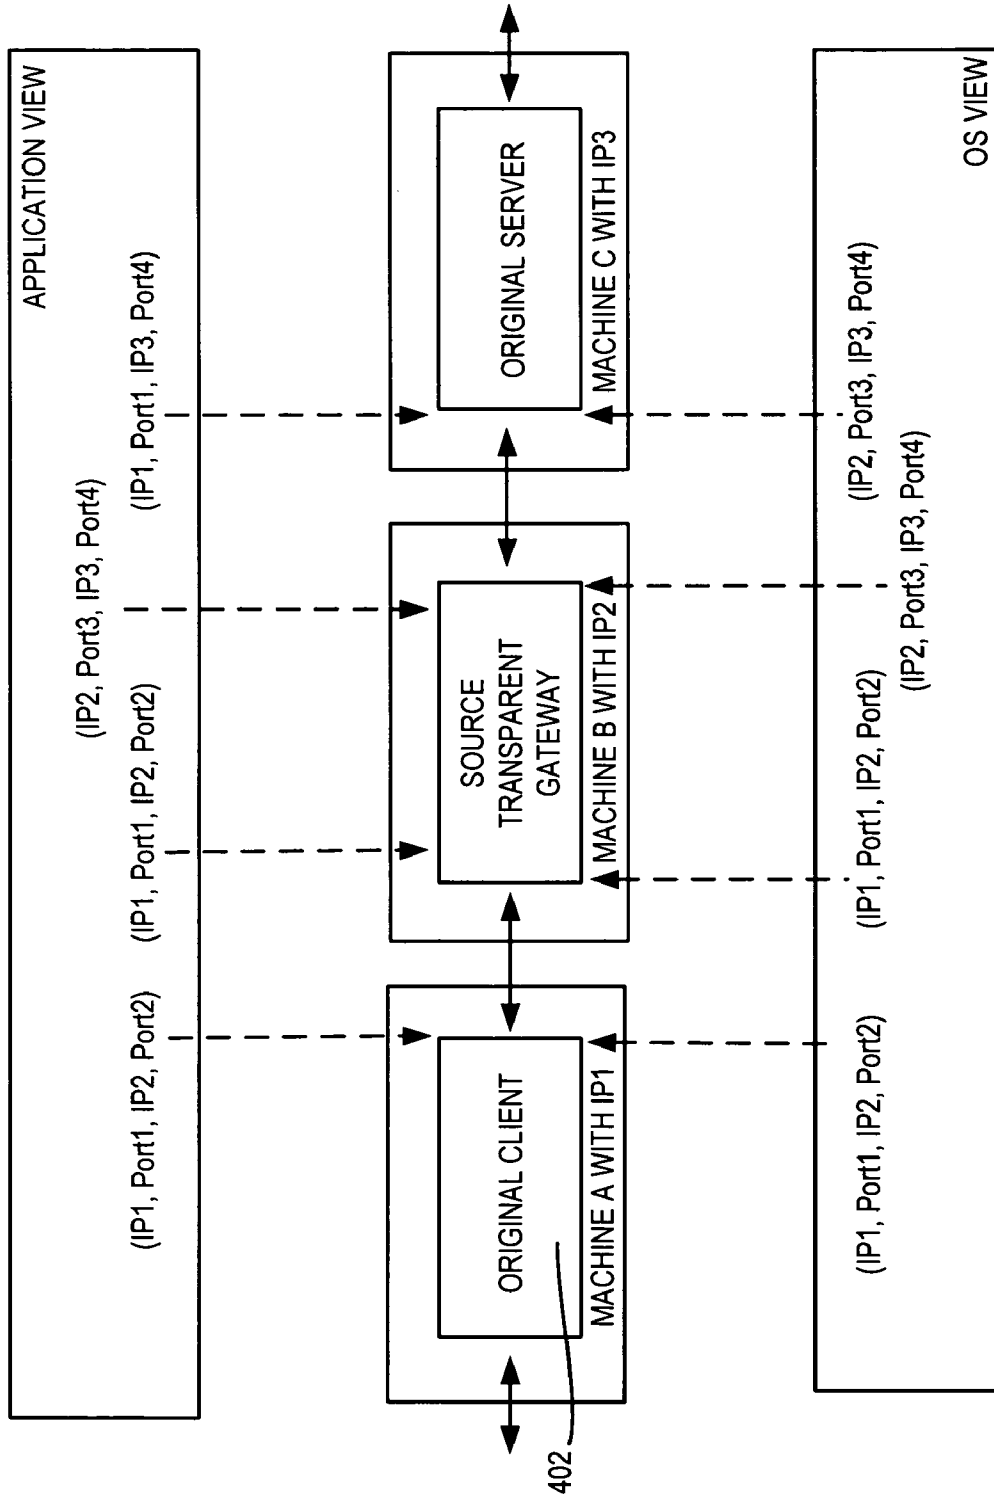 APPLICATION VIEW
(IP2, Port3, IP3, Port4)
(IP1, Port1, IP2, Port2)
(IP1, Port1, IP2, Port2)
(IP1, Port1, IP3, Port4)
ORIGINAL CLIENT
MACHINE A WITH IP1
402
SOURCE
TRANSPARENT
GATEWAY
MACHINE B WITH IP2
ORIGINAL SERVER
MACHINE C WITH IP3
(IP1, Port1, IP2, Port2)
(IP1, Port1, IP2, Port2)
(IP2, Port3, IP3, Port4)
(IP2, Port3, IP3, Port4)
OS VIEW